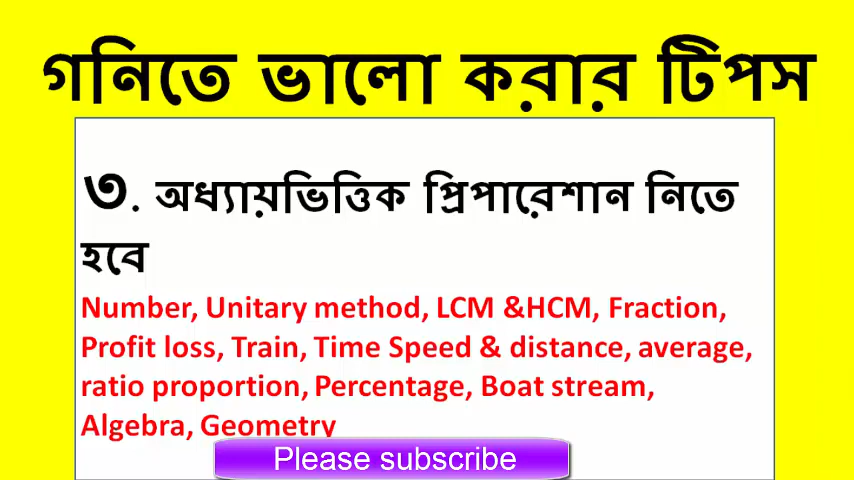 গনিতে ভালো করার টিপস
৩. অধ্যায়ভিত্তিক প্রিপারেশান নিতে
হবে
Number, Unitary method, LCM &HCM, Fraction,
Profit loss, Train, Time Speed & distance, average,
ratio proportion, Percentage, Boat stream,
Algebra, Geometry
Please subscribe